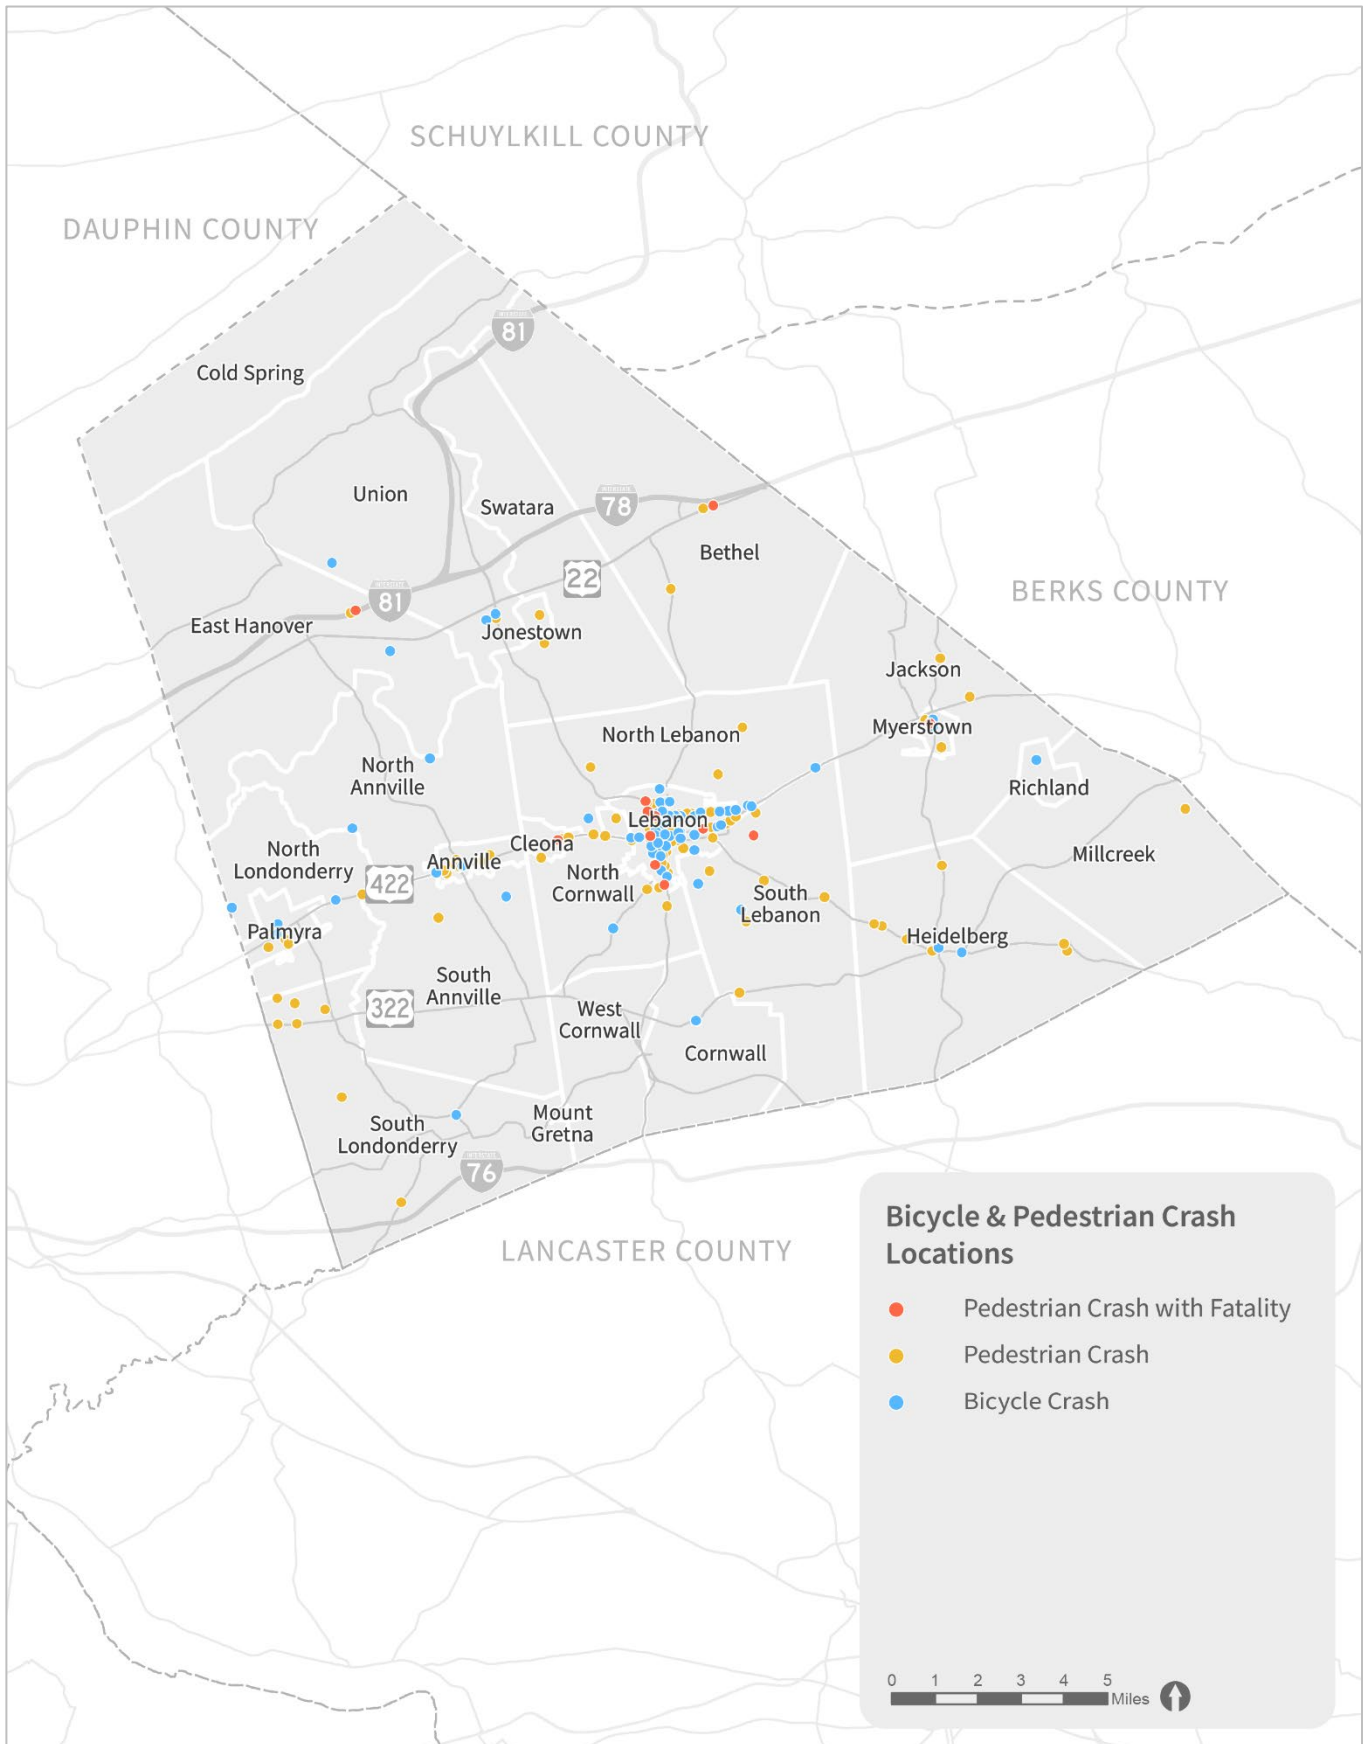 SCHUYLKILL COUNTY
DAUPHIN COUNTY
81
Cold Spring
Union
Swatara
78
Bethel
22
BERKS COUNTY
81
East Hanover
Jonestown
Jackson
Myerstown
North Lebanon
North
Annville
Richland
Lebanon
Cleona
North
Londonderry
Annville
Millcreek
422
North
Cornwall
South
Lebanon
Palmyra
Heidelberg
South
Annville
322
West
Cornwall
Cornwall
South
Londonderry
Mount
Gretna
76
LANCASTER COUNTY
Bicycle & Pedestrian Crash
Locations
Pedestrian Crash with Fatality
Pedestrian Crash
Bicycle Crash
0 1 2 3 4 5
Miles